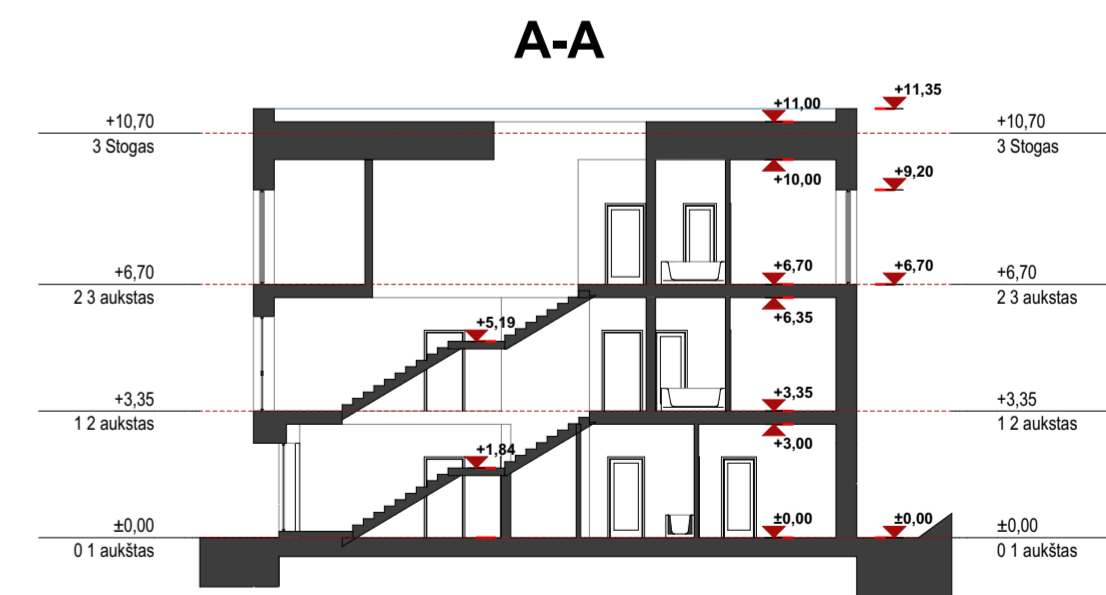 A-A
+11,35
+11,00
+10,70
3 Stogas
+10,70
3 Stogas
+10,00
+9,20
+6,70
2 3 aukstas
+6,70
+6,70
+6,70
2 3 aukstas
+6,35
+5,19
+3,35
1 2 aukstas
+3,35
+3,35
1 2 aukstas
+3,00
+1,84
±0,00
0 1 aukštas
±0,00
±0,00
±0,00
0 1 aukštas